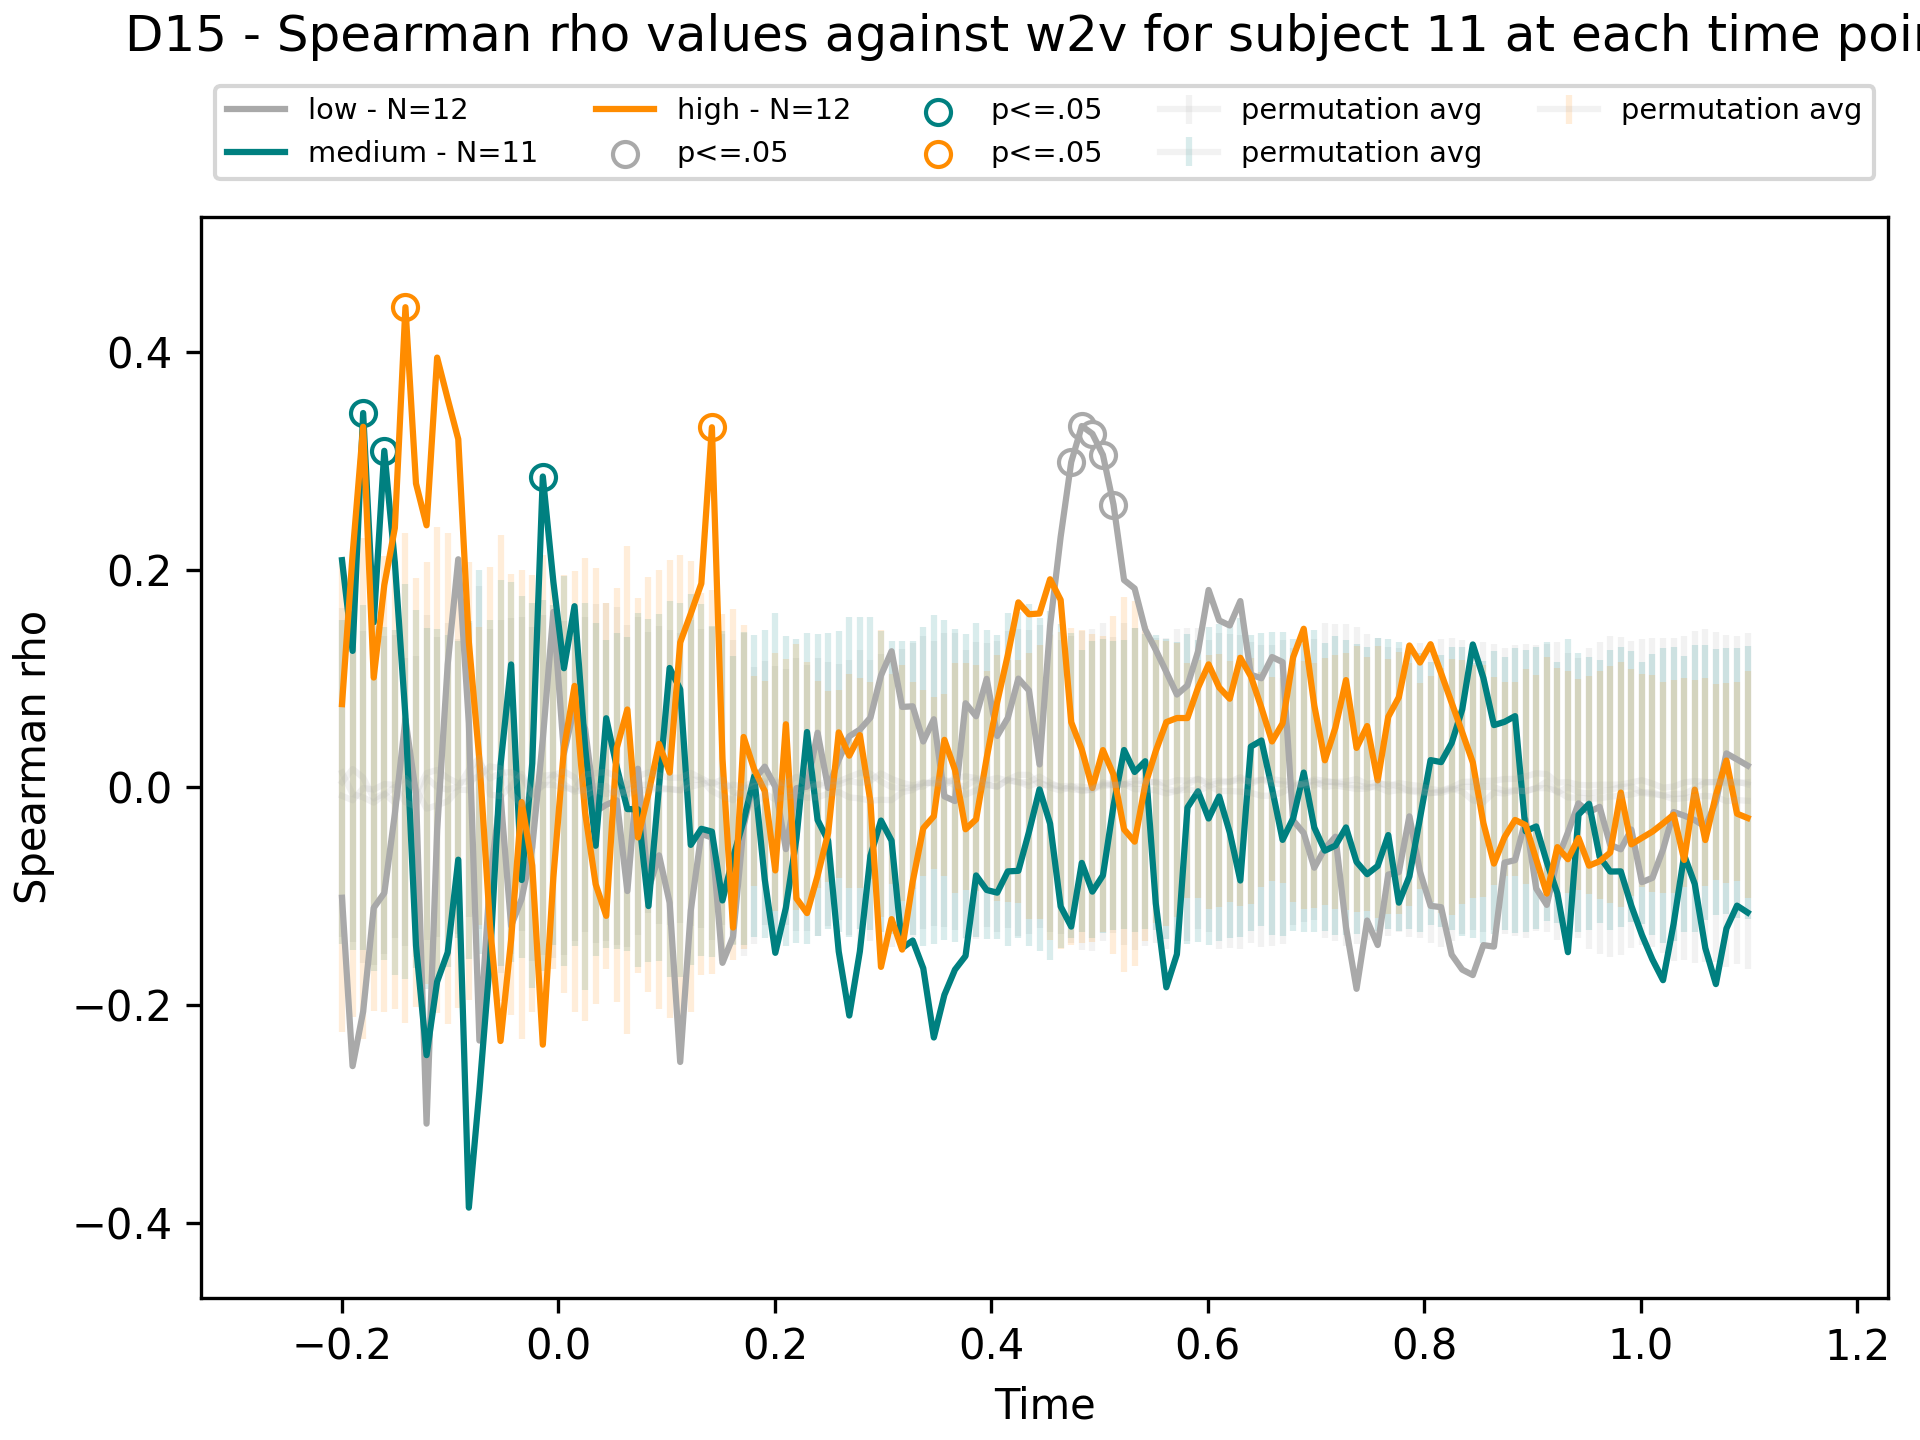 D15 - Spearman rho values against w2v for subject 11 at each time poi
low - N=12 high - N=12 p<=.05 permutation avg permutation avg
medium - N=11 p<=.05 p<=.05 permutation avg
Spearman rho
0.4
0.2
0.0
−0.2
−0.4
−0.2 0.0 0.2 0.4 0.6 0.8 1.0 1.2
Time